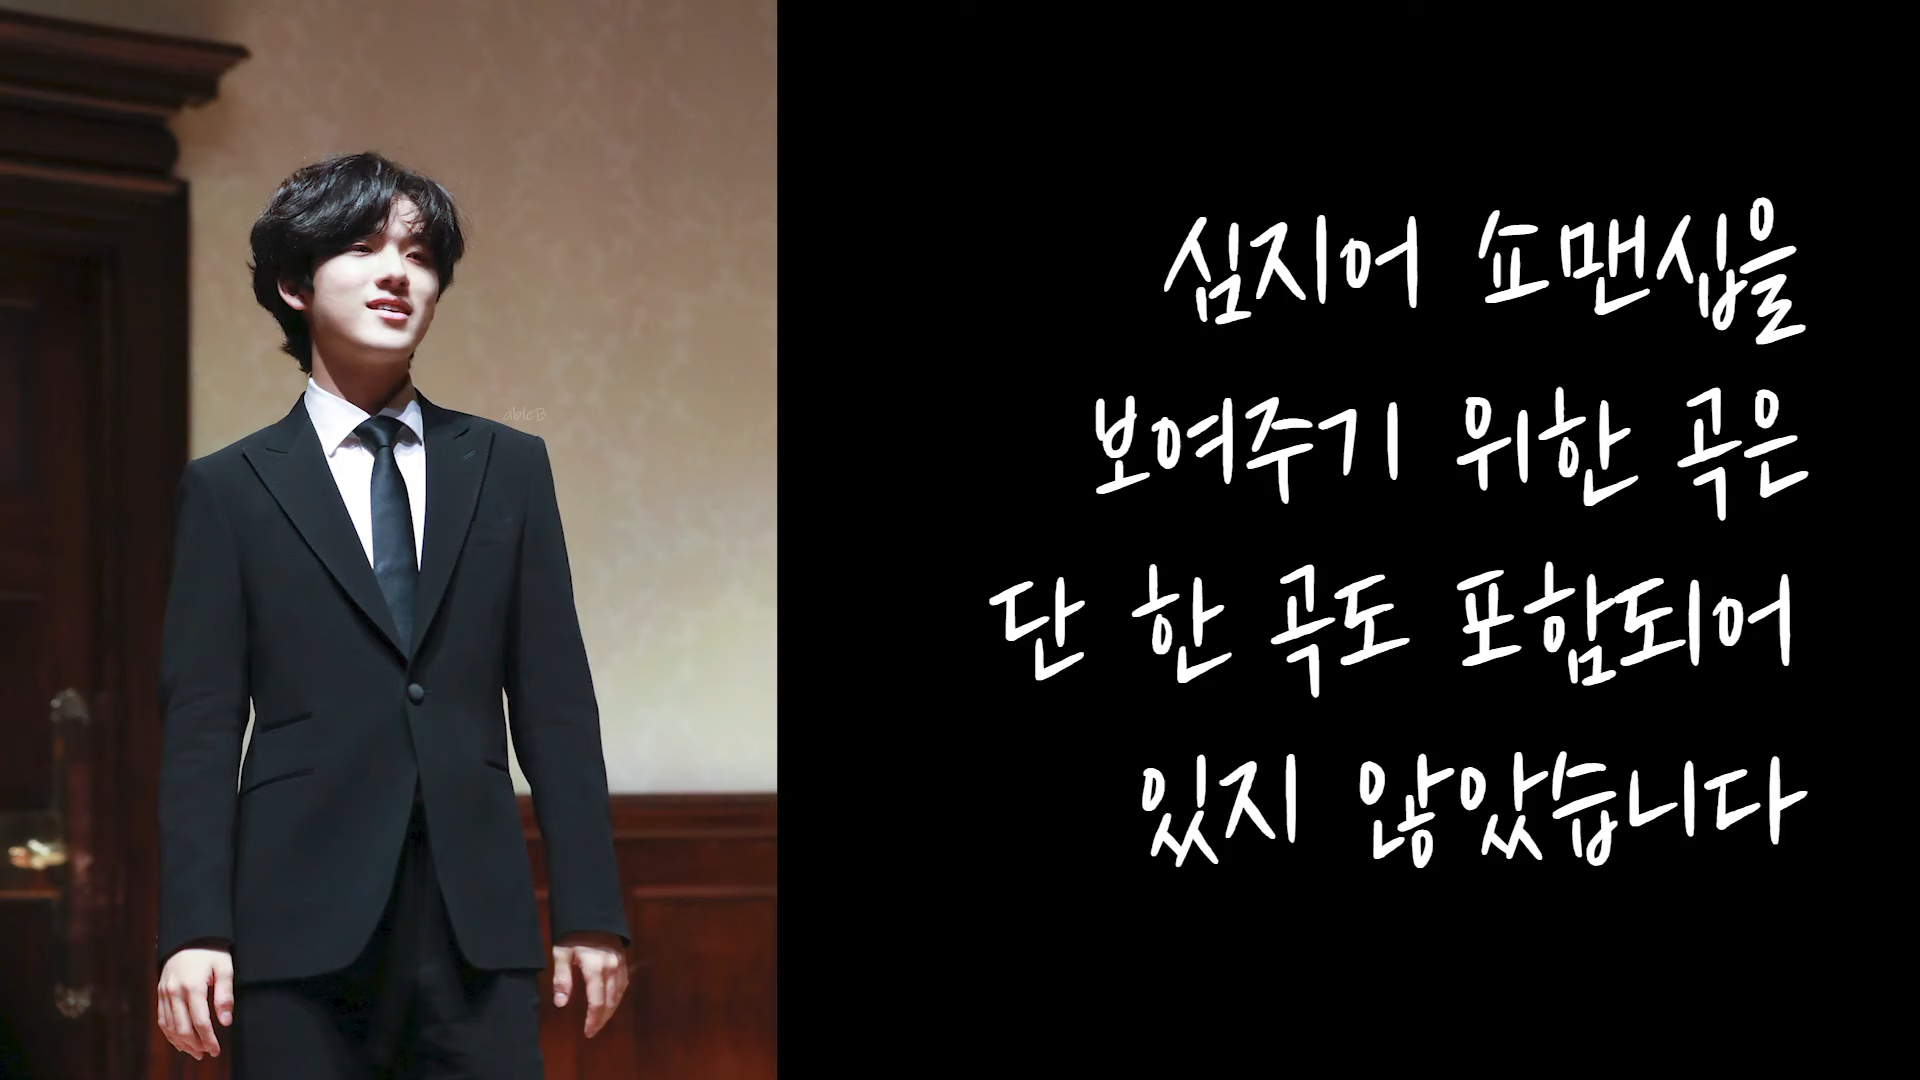 ableB
심지어 쇼맨십을
보여주기 위한 곡은
단 한 곡도 포함되어
있지 않았습니다